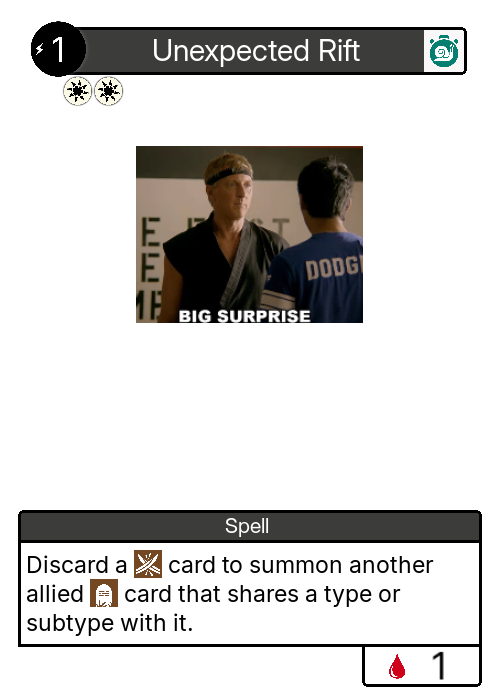 1 Unexpected Rift
BIG SURPRISE
DODG
Spell
Discard a card to summon another
allied card that shares a type or
subtype with it.
1